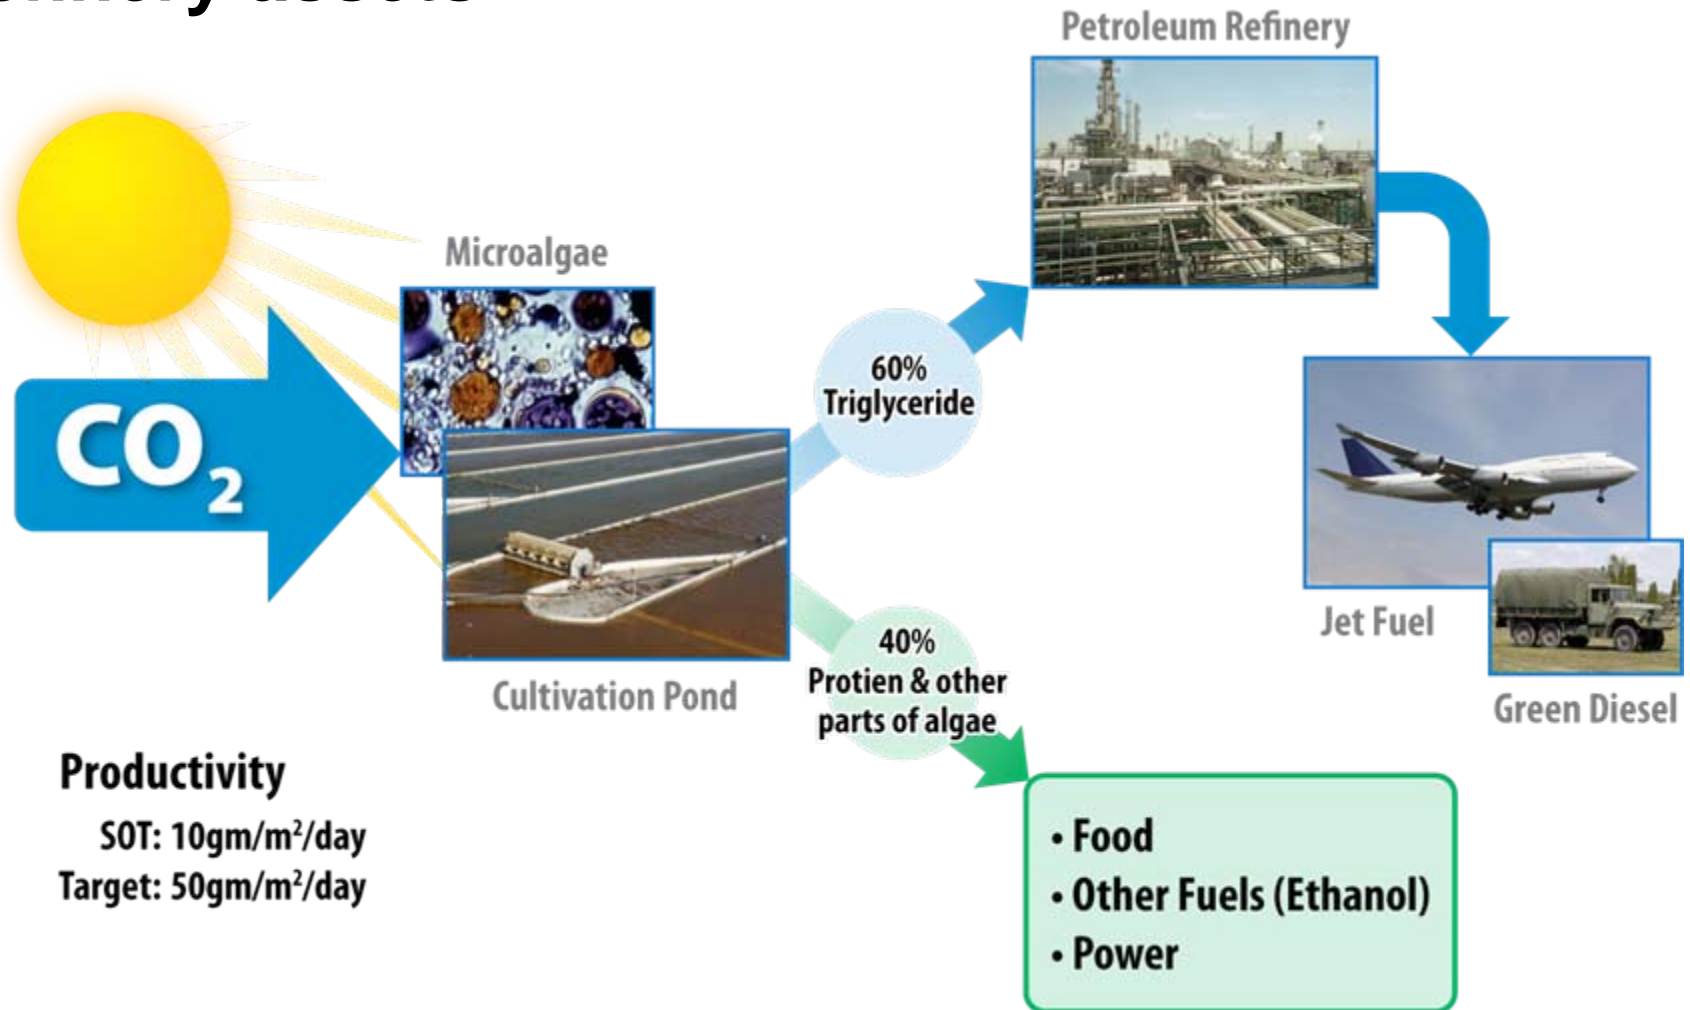 assets
Petroleum Refinery
Microalgae
CO₂
60%
Triglyceride
Cultivation Pond
40%
Protien & other
parts of algae
Jet Fuel
Green Diesel
Productivity
SOT: 10gm/m²/day
Target: 50gm/m²/day
• Food
• Other Fuels (Ethanol)
• Power